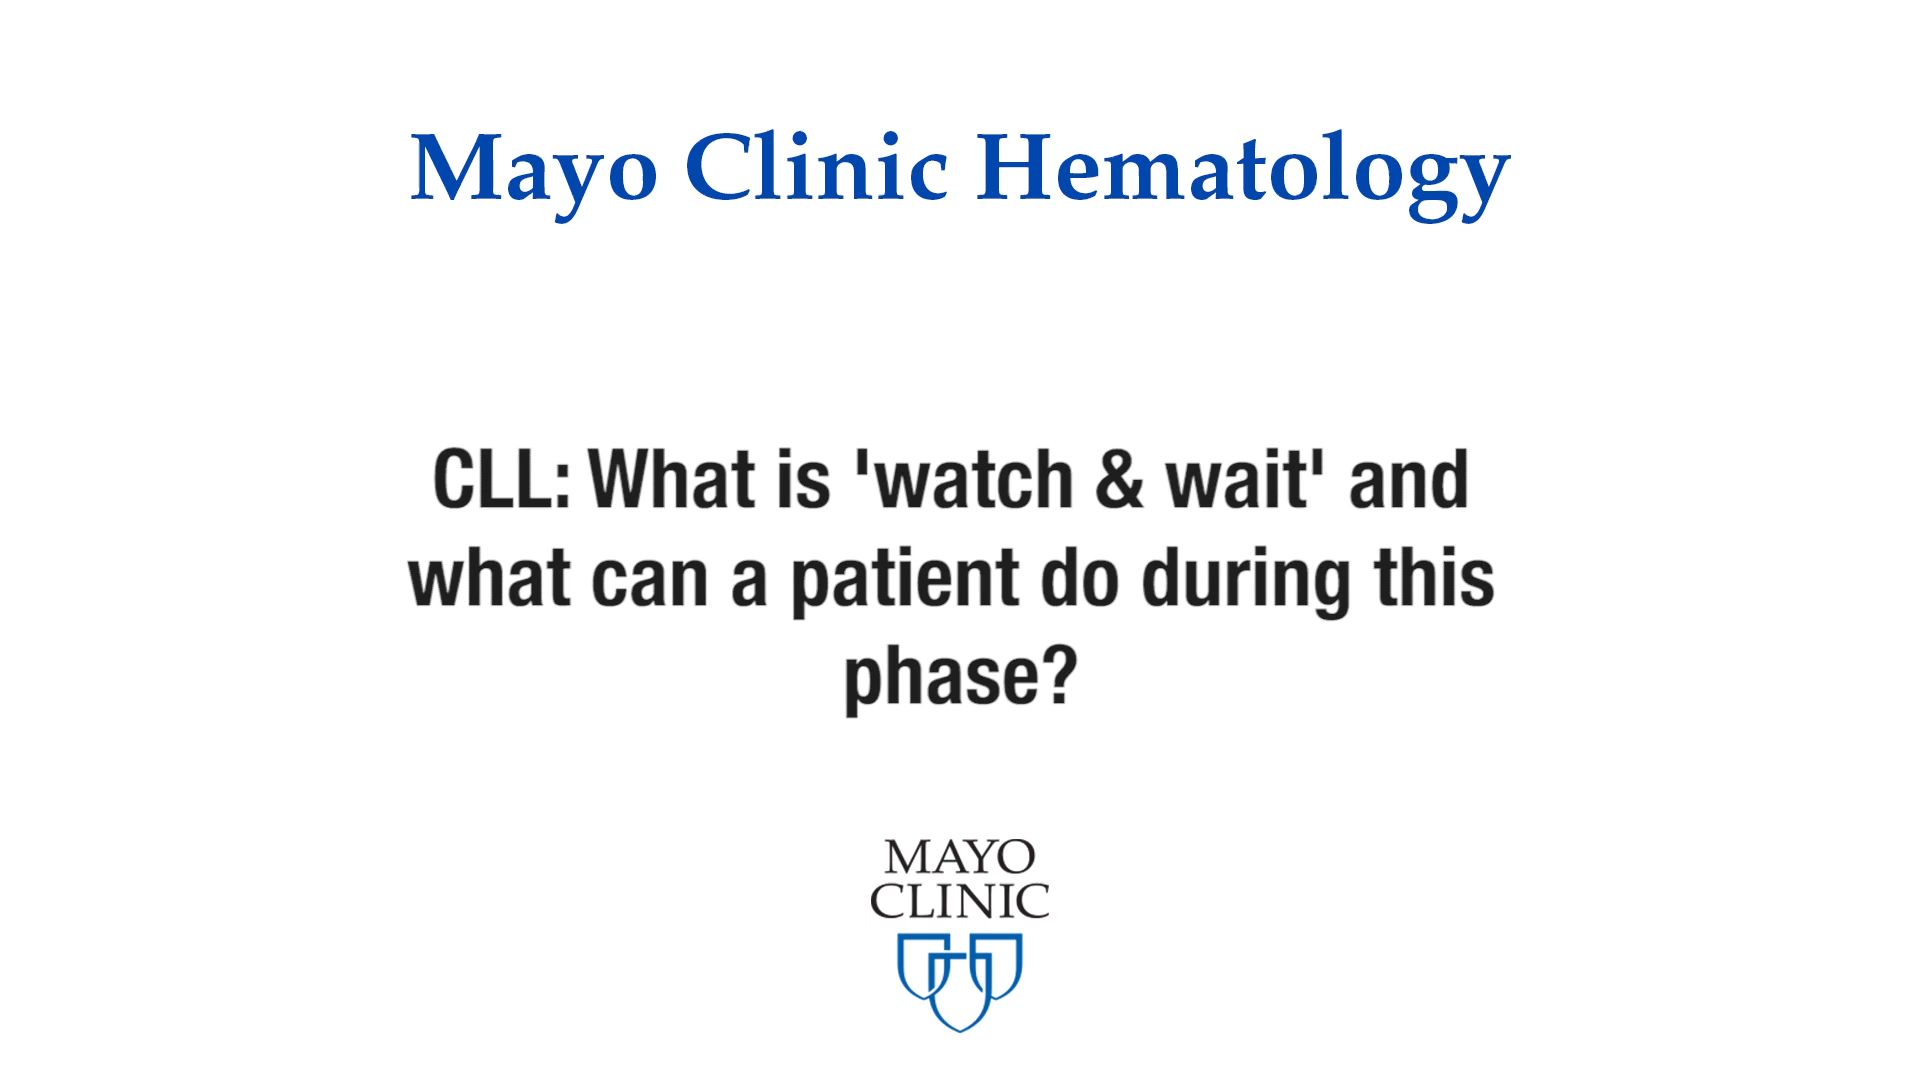 Mayo Clinic Hematology
CLL: What is 'watch & wait' and
what can a patient do during this
phase?
MAYO
CLINIC